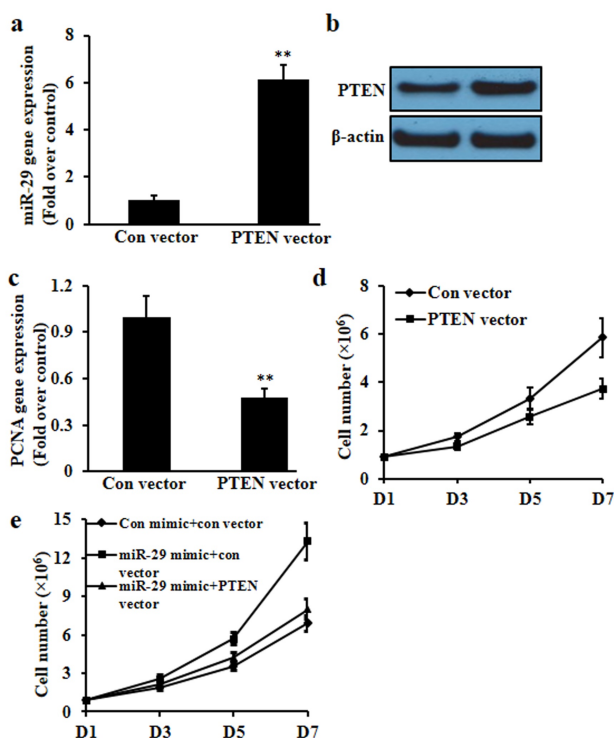 a
miR-29 gene expression
(Fold over control)
8
6
4
2
0
**
Con vector
PTEN vector
b
PTEN
β-actin
c
PCNA gene expression
(Fold over control)
1.2
0.9
0.6
0.3
0
**
Con vector
PTEN vector
d
Cell number (×10⁶)
8
6
4
2
0
Con vector
PTEN vector
D1 D3 D5 D7
e
Cell number (×10⁶)
15
12
9
6
3
0
Con mimic+con vector
miR-29 mimic+con
vector
miR-29 mimic+PTEN
vector
D1 D3 D5 D7